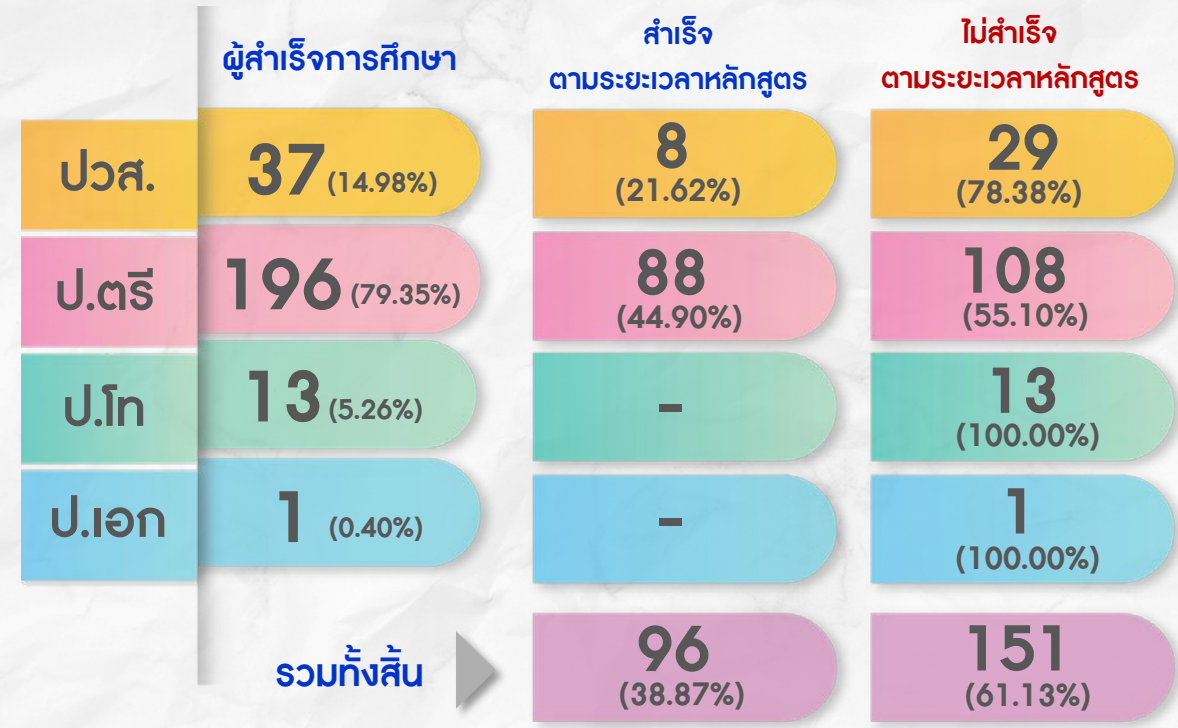 ผู้สำเร็จการศึกษา
สำเร็จ
ตามระยะเวลาหลักสูตร
ไม่สำเร็จ
ตามระยะเวลาหลักสูตร
ปวส.
37 (14.98%)
8
(21.62%)
29
(78.38%)
ป.ตรี
196 (79.35%)
88
(44.90%)
108
(55.10%)
ป.โท
13 (5.26%)
-
13
(100.00%)
ป.เอก
1 (0.40%)
-
1
(100.00%)
รวมทั้งสิ้น
96
(38.87%)
151
(61.13%)